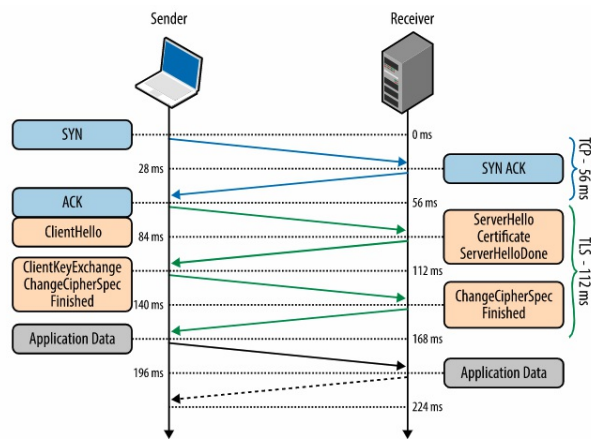 Sender
Receiver
SYN
0 ms
28 ms
SYN ACK
TCP - 56 ms
ACK
56 ms
ClientHello
84 ms
ServerHello
Certificate
ServerHelloDone
TLS - 112 ms
ClientKeyExchange
ChangeCipherSpec
Finished
112 ms
140 ms
ChangeCipherSpec
Finished
Application Data
168 ms
196 ms
Application Data
224 ms